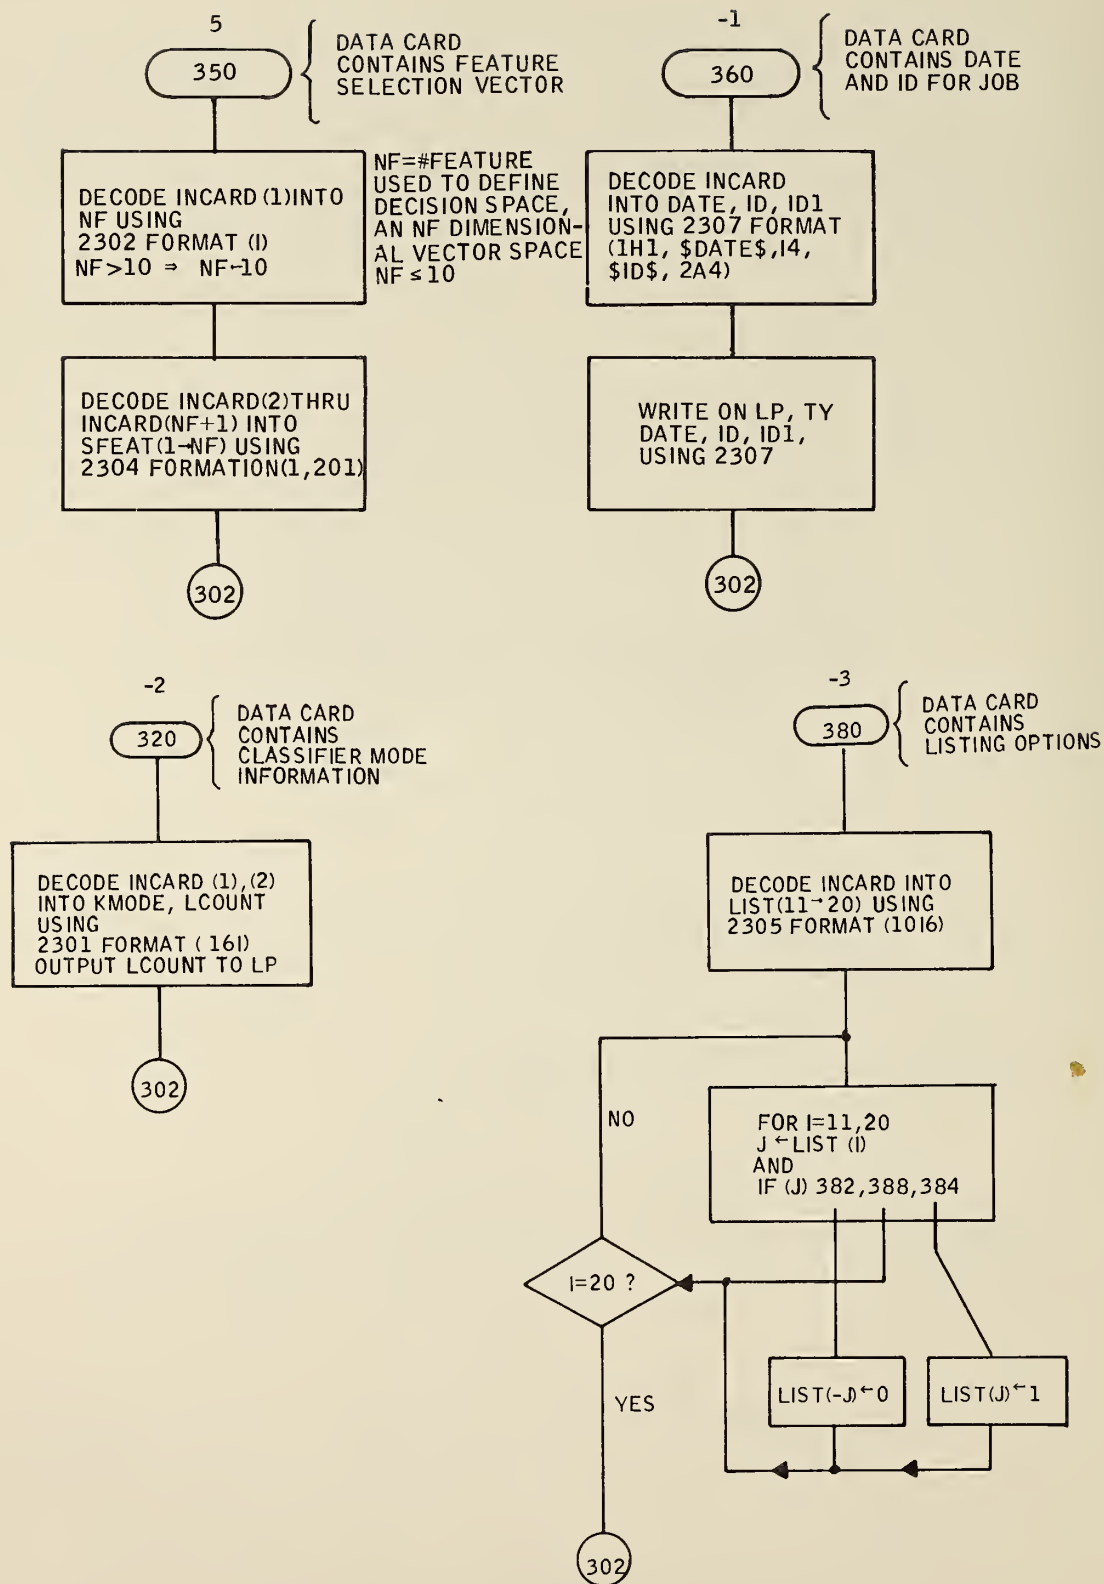 5
350
DATA CARD
CONTAINS FEATURE
SELECTION VECTOR
DECODE INCARD (1) INTO
NF USING
2302 FORMAT (I)
NF>10 ⇒ NF←10
NF=#FEATURE
USED TO DEFINE
DECISION SPACE,
AN NF DIMENSION-
AL VECTOR SPACE
NF ≤ 10
DECODE INCARD(2)THRU
INCARD(NF+1) INTO
SFEAT(1→NF) USING
2304 FORMATION(1,201)
302
-1
360
DATA CARD
CONTAINS DATE
AND ID FOR JOB
DECODE INCARD
INTO DATE, ID, ID1
USING 2307 FORMAT
(1H1, $DATE$,I4,
$ID$, 2A4)
WRITE ON LP, TY
DATE, ID, ID1,
USING 2307
302
-2
320
DATA CARD
CONTAINS
CLASSIFIER MODE
INFORMATION
DECODE INCARD (1),(2)
INTO KMODE, LCOUNT
USING
2301 FORMAT ( 16I)
OUTPUT LCOUNT TO LP
302
-3
380
DATA CARD
CONTAINS
LISTING OPTIONS
DECODE INCARD INTO
LIST(11→20) USING
2305 FORMAT (10I6)
FOR I=11,20
J ← LIST (I)
AND
IF (J) 382,388,384
NO
I=20 ?
YES
LIST(-J)←0
LIST(J)←1
302